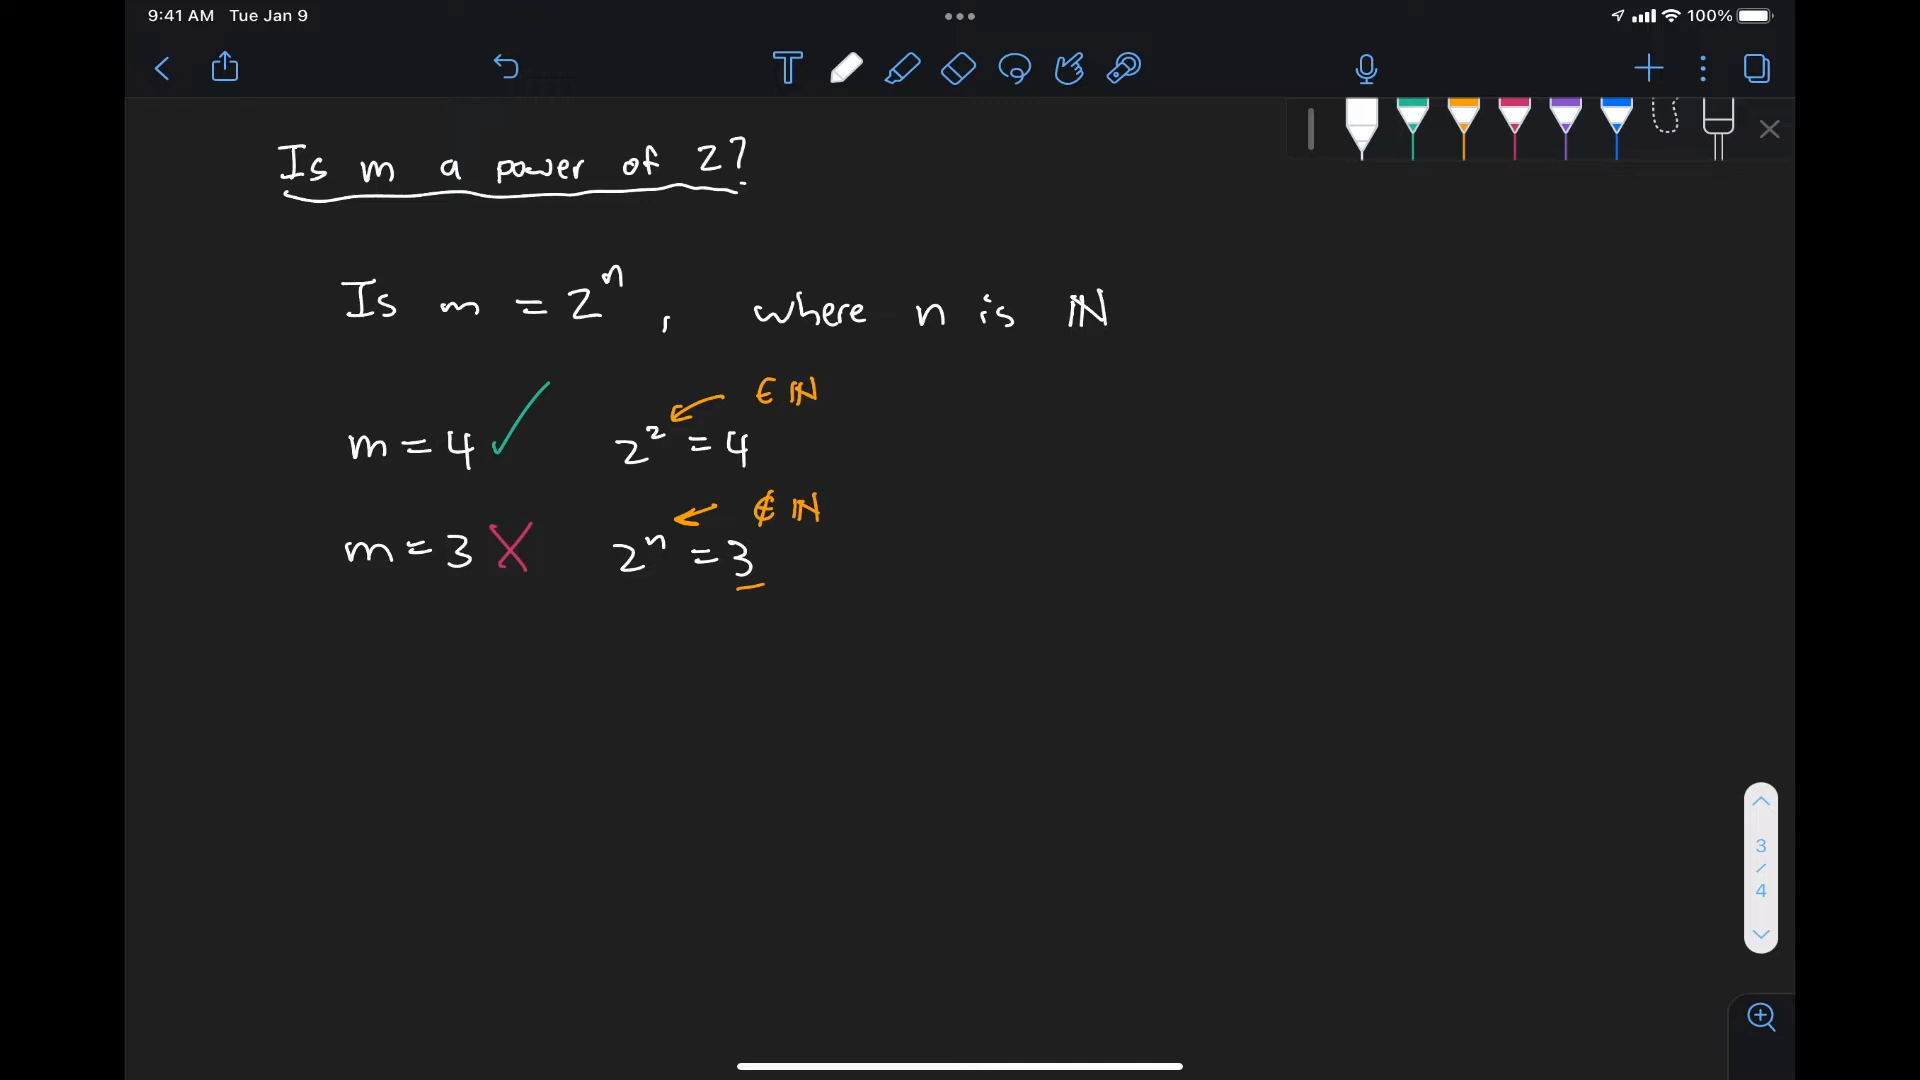 9:41 AM Tue Jan 9
100%
Is m a power of 2?
Is m = 2ⁿ, where n is ℕ
∈ ℕ
m = 4 ✓ 2² = 4
∉ ℕ
m = 3 X 2ⁿ = 3
3
/
4